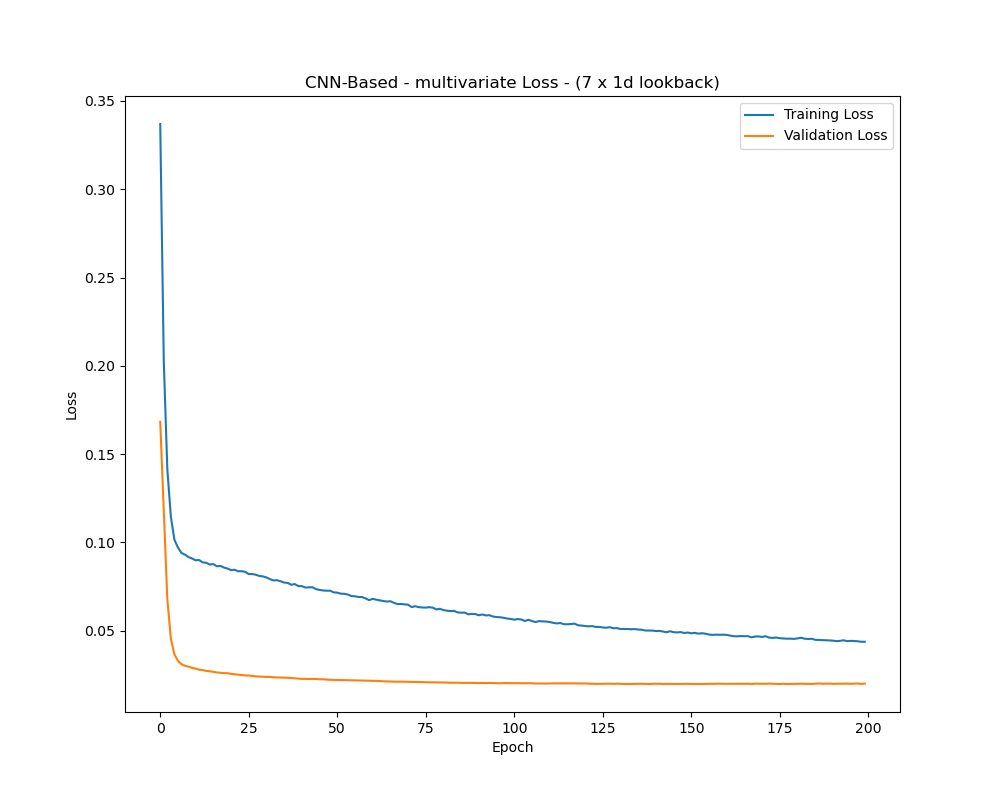 CNN-Based - multivariate Loss - (7 x 1d lookback)
Training Loss
Validation Loss
0.35
0.30
0.25
0.20
0.15
0.10
0.05
Loss
0 25 50 75 100 125 150 175 200
Epoch